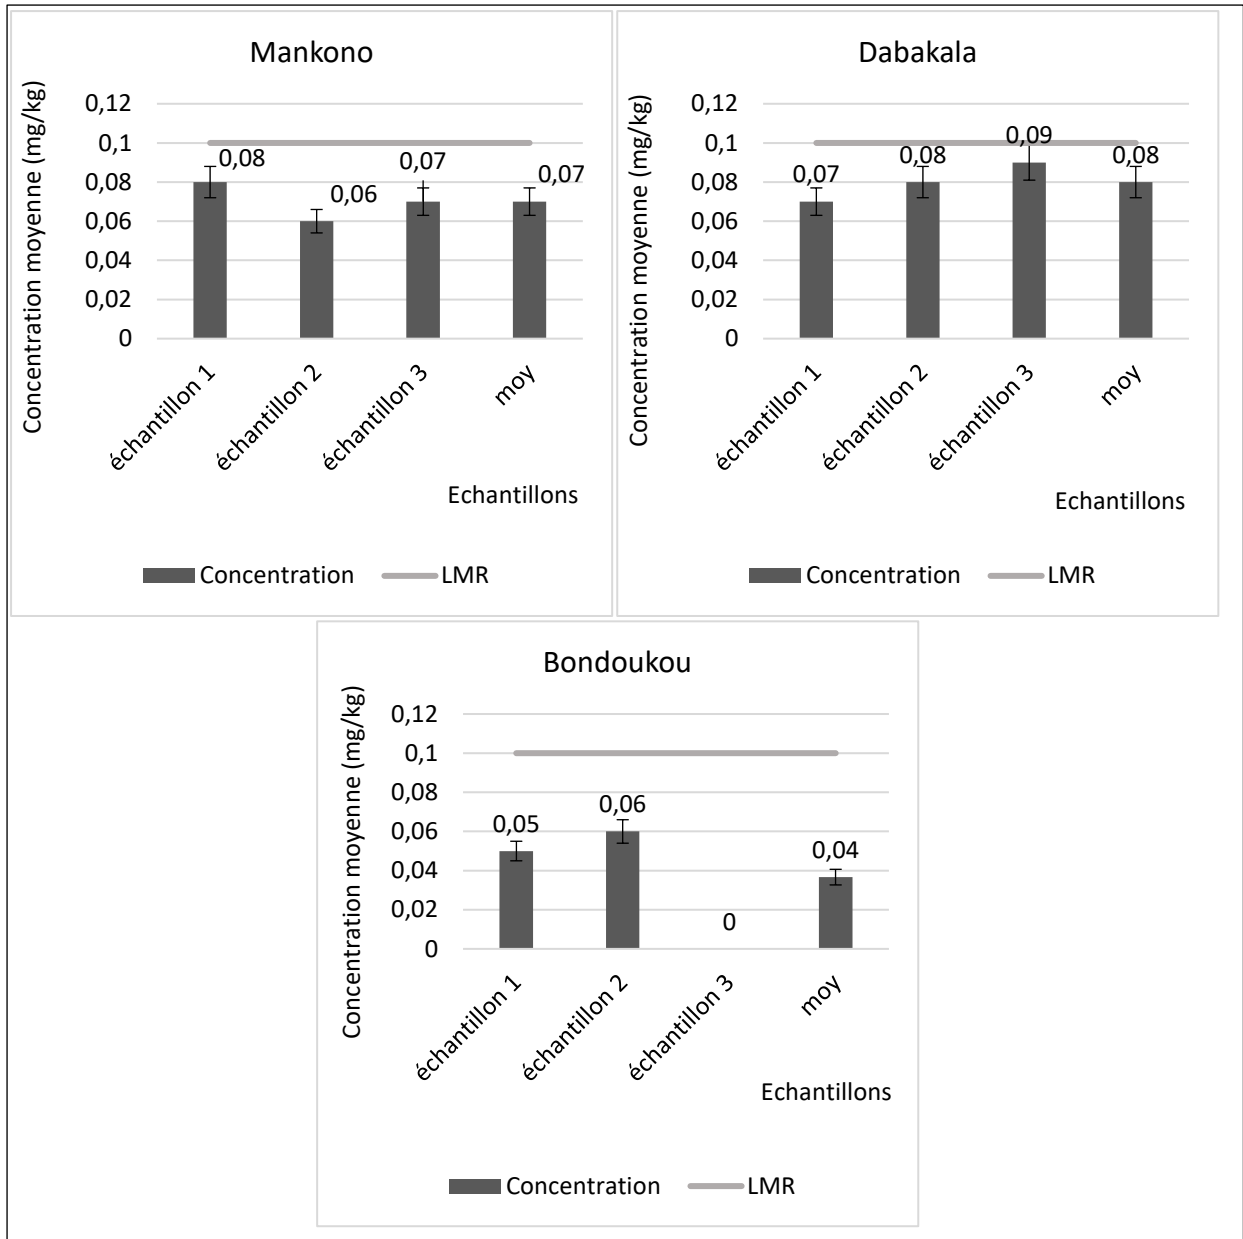 Mankono
Concentration moyenne (mg/kg)
0,12
0,1
0,08
0,06
0,04
0,02
0
0,08
0,06
0,07
0,07
échantillon 1
échantillon 2
échantillon 3
moy
Echantillons
Concentration
LMR
Dabakala
Concentration moyenne (mg/kg)
0,12
0,1
0,08
0,06
0,04
0,02
0
0,07
0,08
0,09
0,08
échantillon 1
échantillon 2
échantillon 3
moy
Echantillons
Concentration
LMR
Bondoukou
Concentration moyenne (mg/kg)
0,12
0,1
0,08
0,06
0,04
0,02
0
0,05
0,06
0
0,04
échantillon 1
échantillon 2
échantillon 3
moy
Echantillons
Concentration
LMR